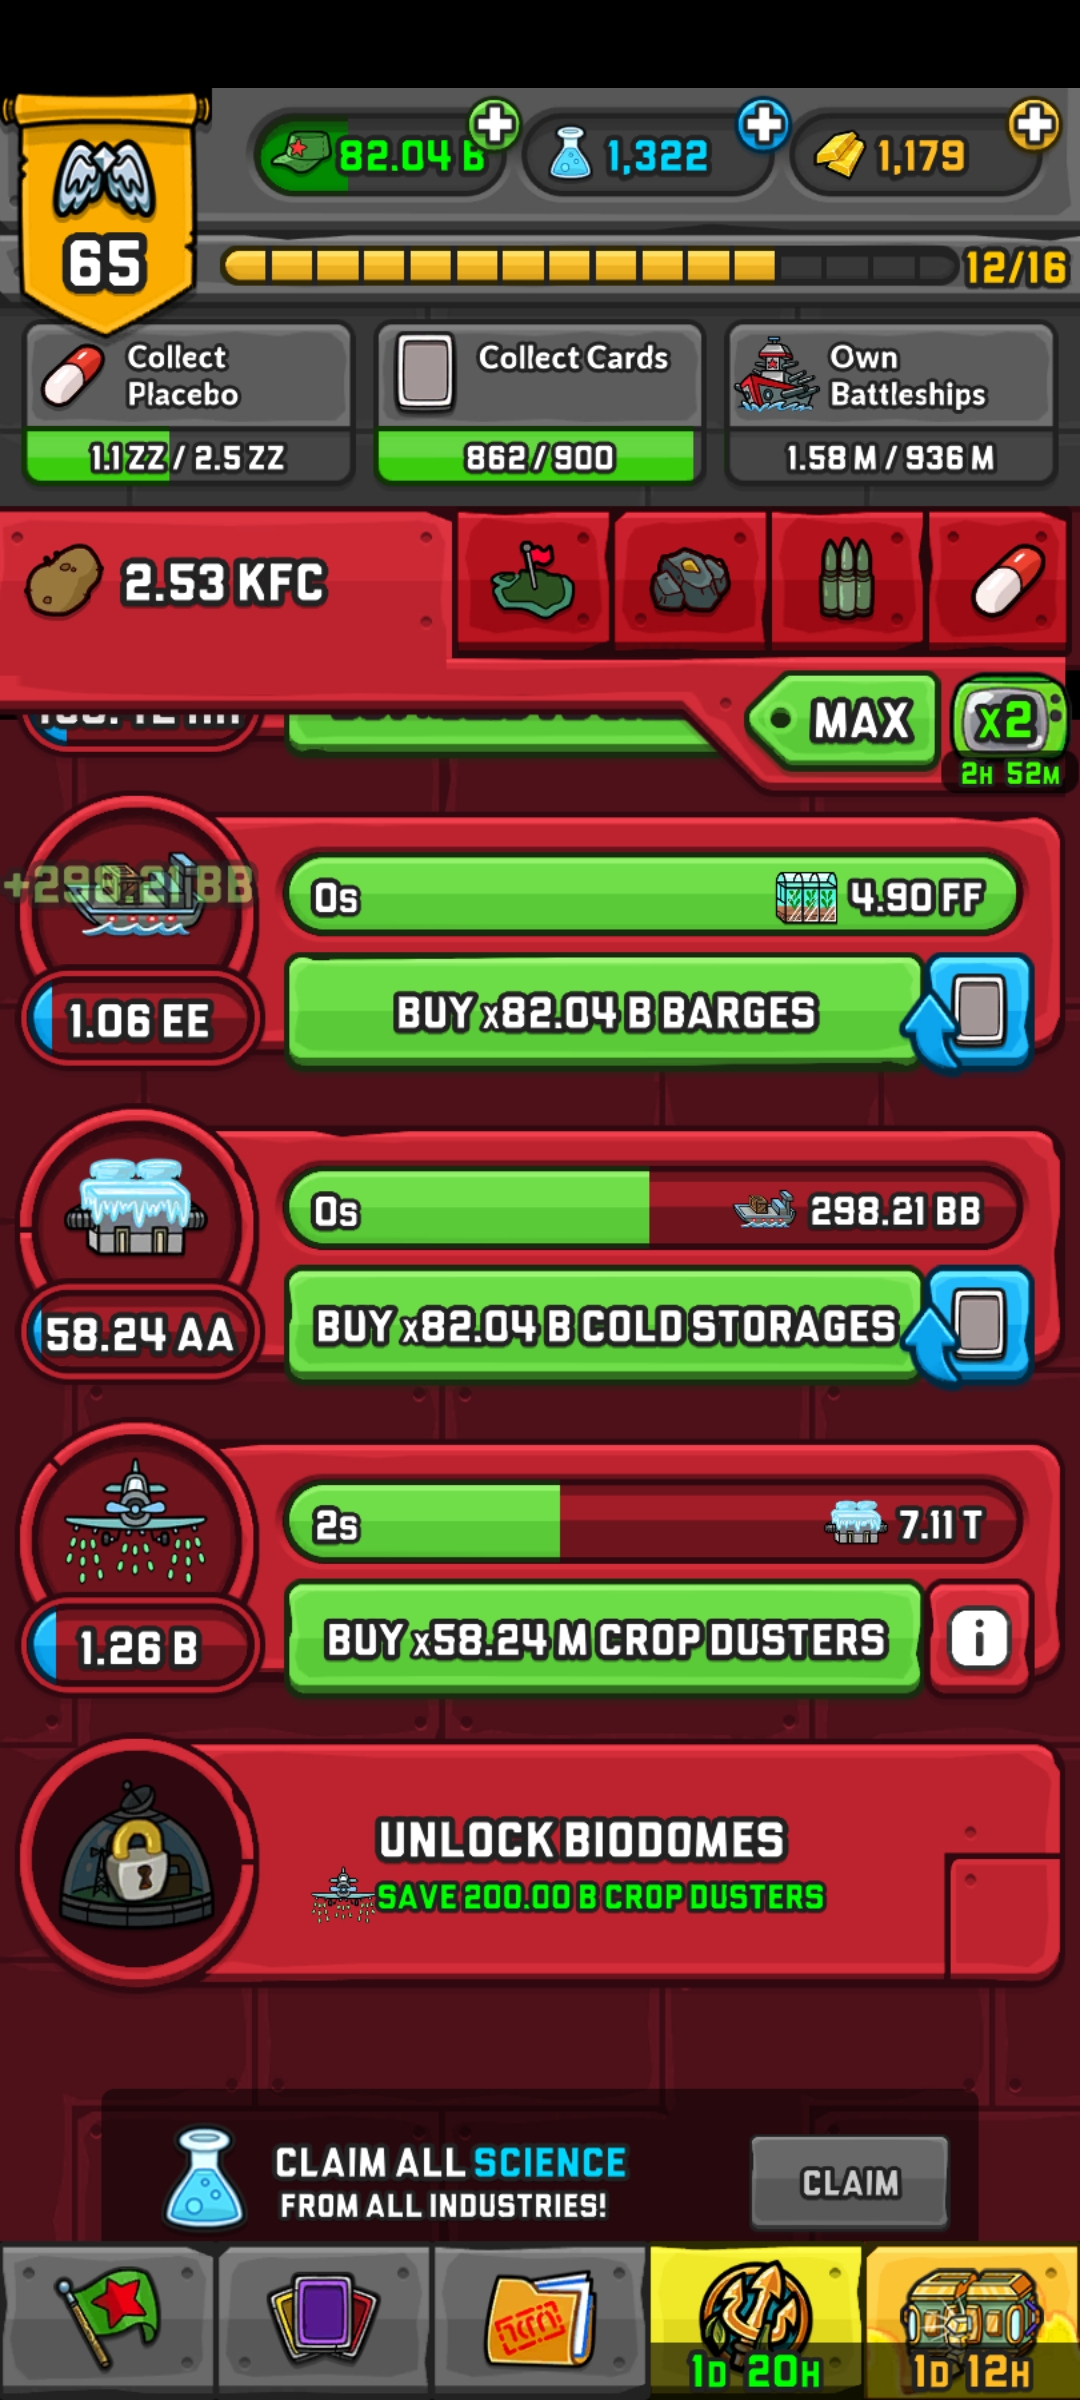 65
82.04 B
1,322
1,179
12/16
Collect
Placebo
1.1 ZZ / 2.5 ZZ
Collect Cards
862 / 900
Own
Battleships
1.58 M / 936 M
2.53 KFC
MAX
x2
2H 52M
+298.21 BB
0s
4.90 FF
1.06 EE
BUY x82.04 B BARGES
0s
298.21 BB
58.24 AA
BUY x82.04 B COLD STORAGES
2s
7.11 T
1.26 B
BUY x58.24 M CROP DUSTERS
i
UNLOCK BIODOMES
SAVE 200.00 B CROP DUSTERS
CLAIM ALL SCIENCE
FROM ALL INDUSTRIES!
CLAIM
1D 20H
1D 12H